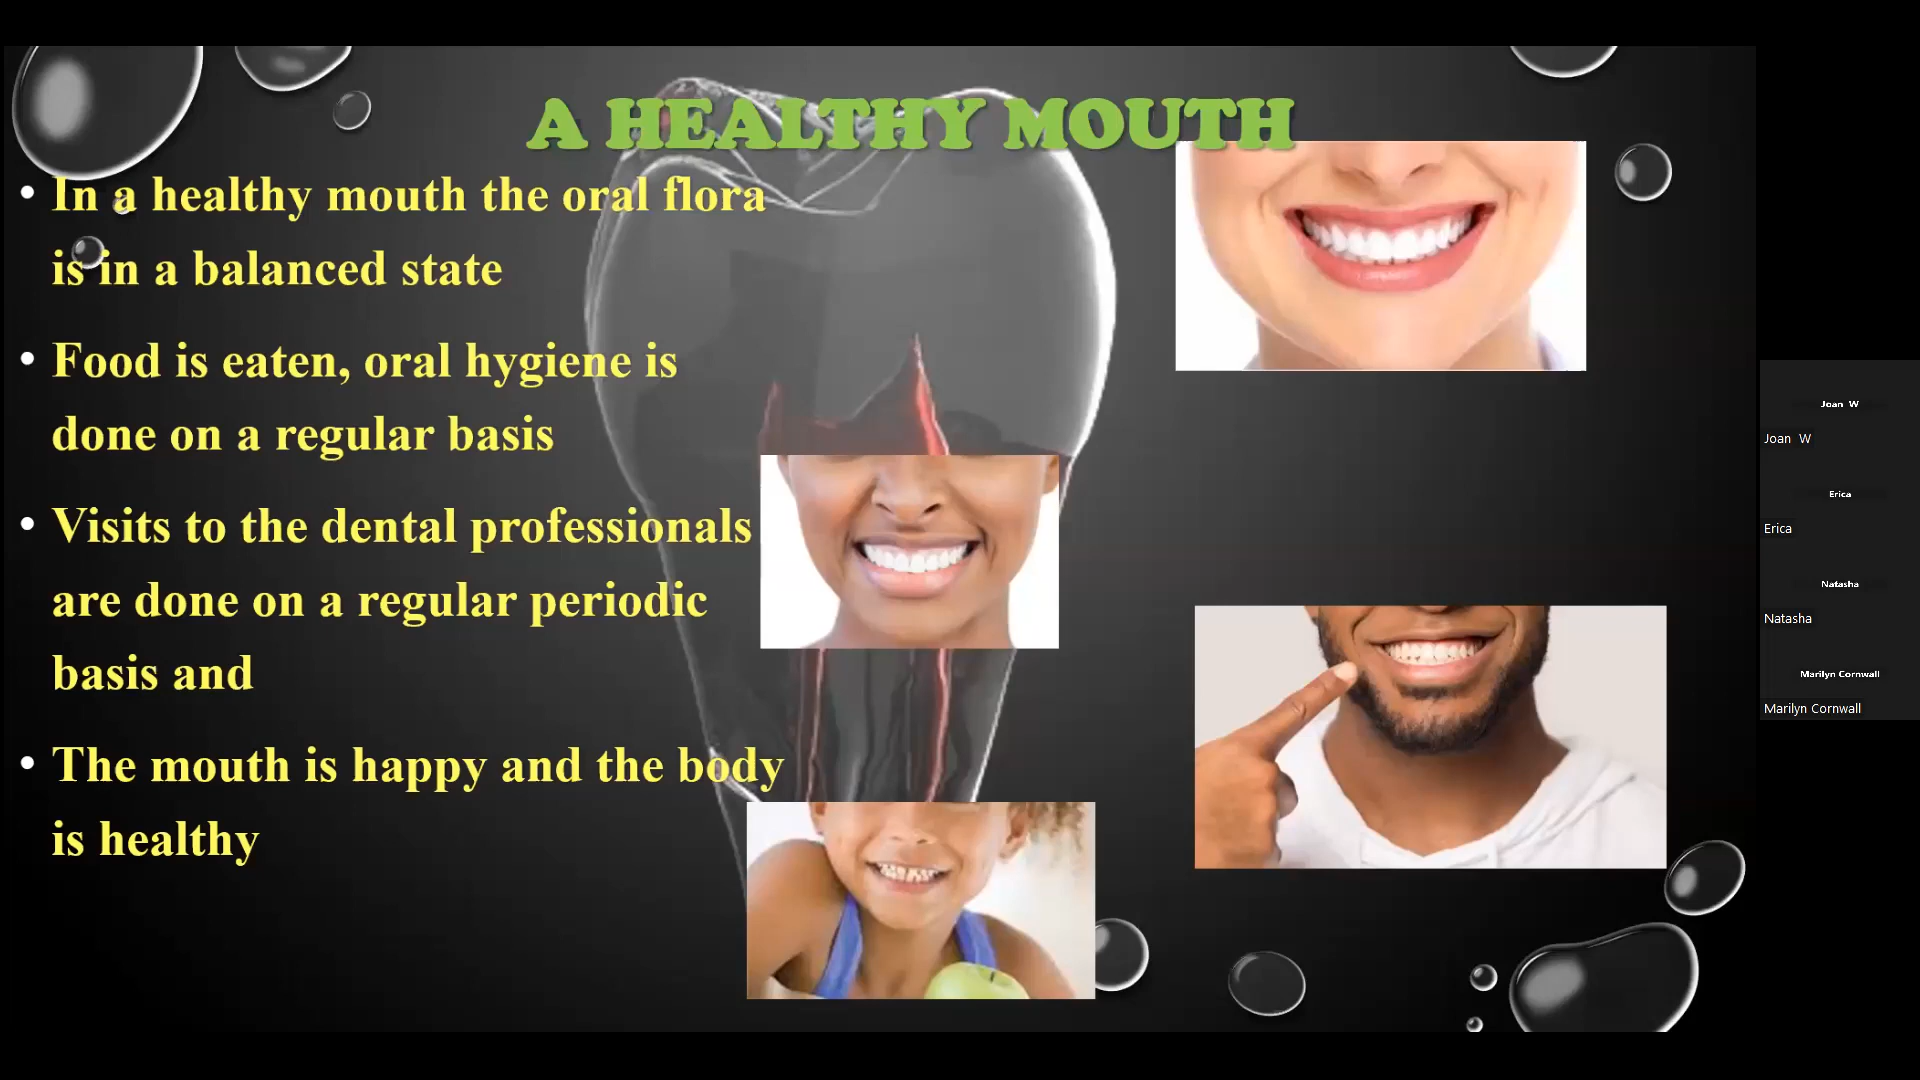 A HEALTHY MOUTH
• In a healthy mouth the oral flora
is in a balanced state
• Food is eaten, oral hygiene is
done on a regular basis
• Visits to the dental professionals
are done on a regular periodic
basis and
• The mouth is happy and the body
is healthy
Joan W
Joan W
Erica
Erica
Natasha
Natasha
Marilyn Cornwall
Marilyn Cornwall